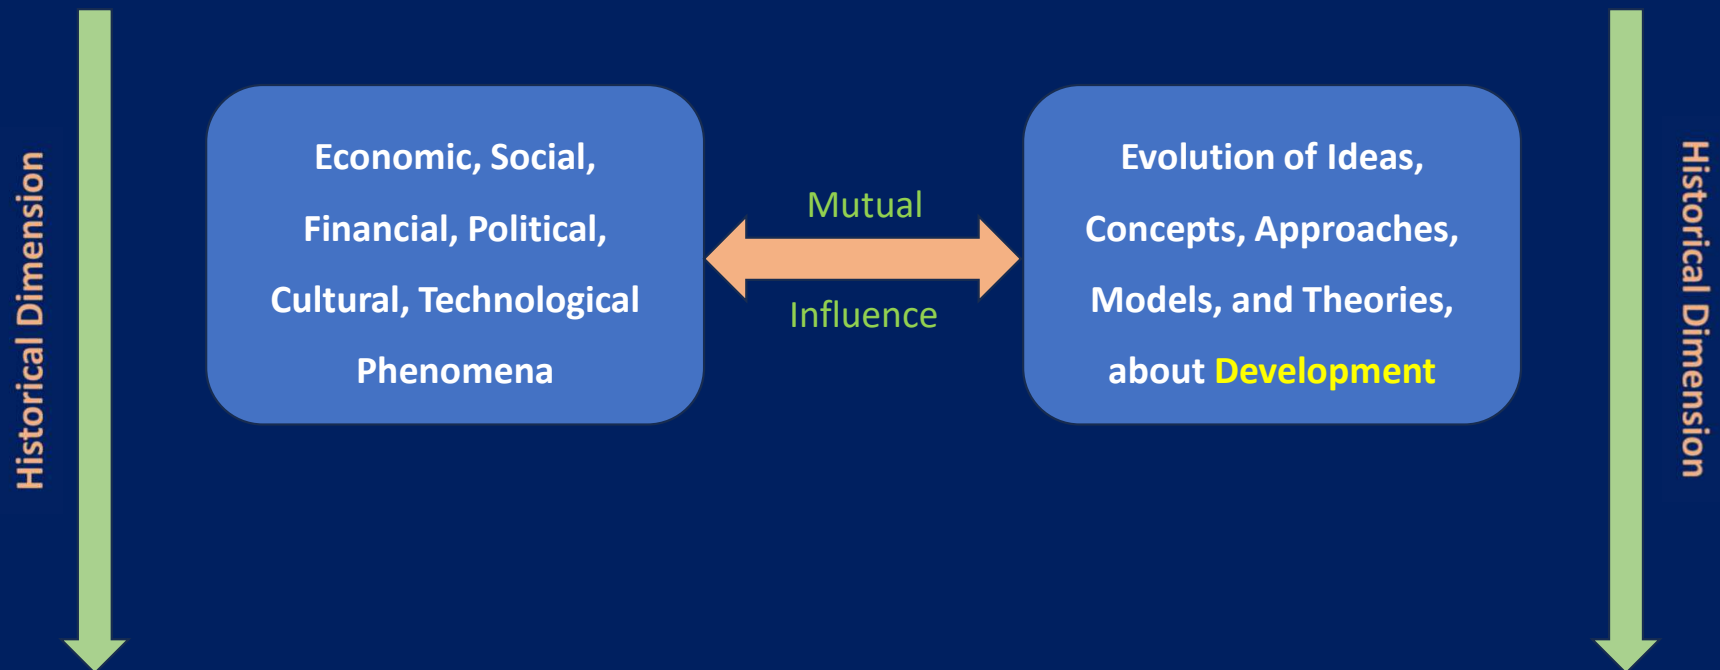 Historical Dimension
Economic, Social,
Financial, Political,
Cultural, Technological
Phenomena
Mutual
Influence
Evolution of Ideas,
Concepts, Approaches,
Models, and Theories,
about Development
Historical Dimension